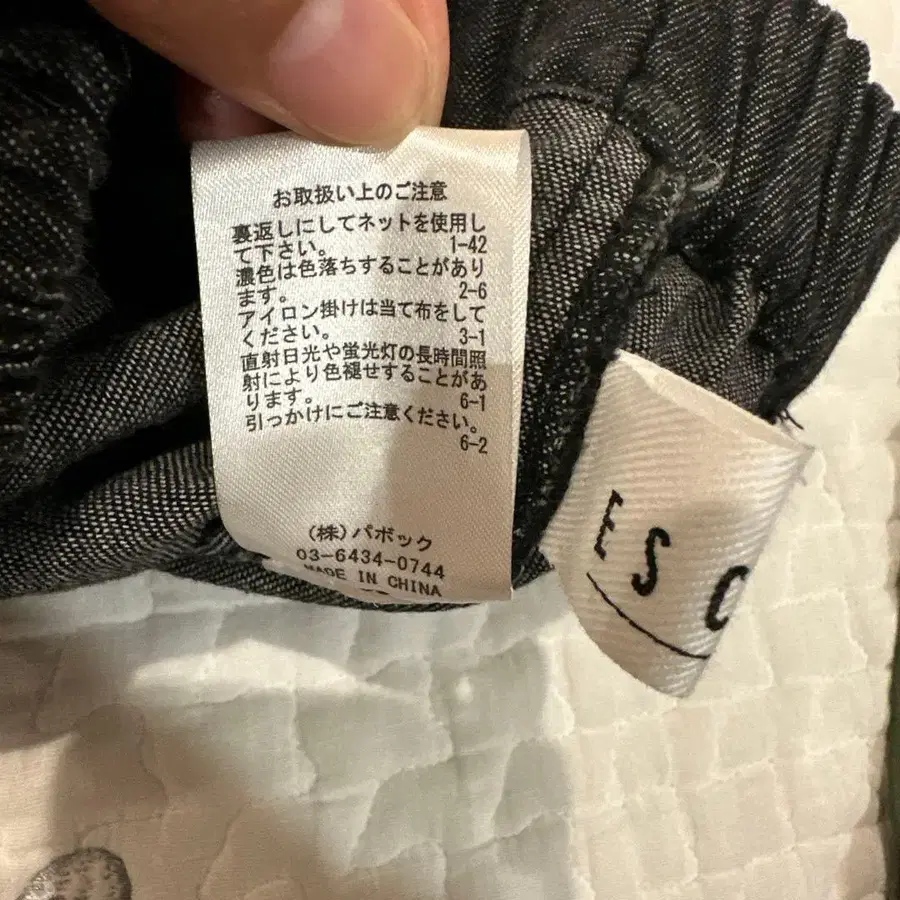 お取扱い上のご注意
裏返しにしてネットを使用し
て下さい。 1-42
濃色は色落ちすることがあり
ます。 2-6
アイロン掛けは当て布をして
ください。 3-1
直射日光や蛍光灯の長時間照
射により色褪せすることがあ
ります。 6-1
引っかけにご注意ください。
6-2
(株)パボック
03-6434-0744
MADE IN CHINA
ES C